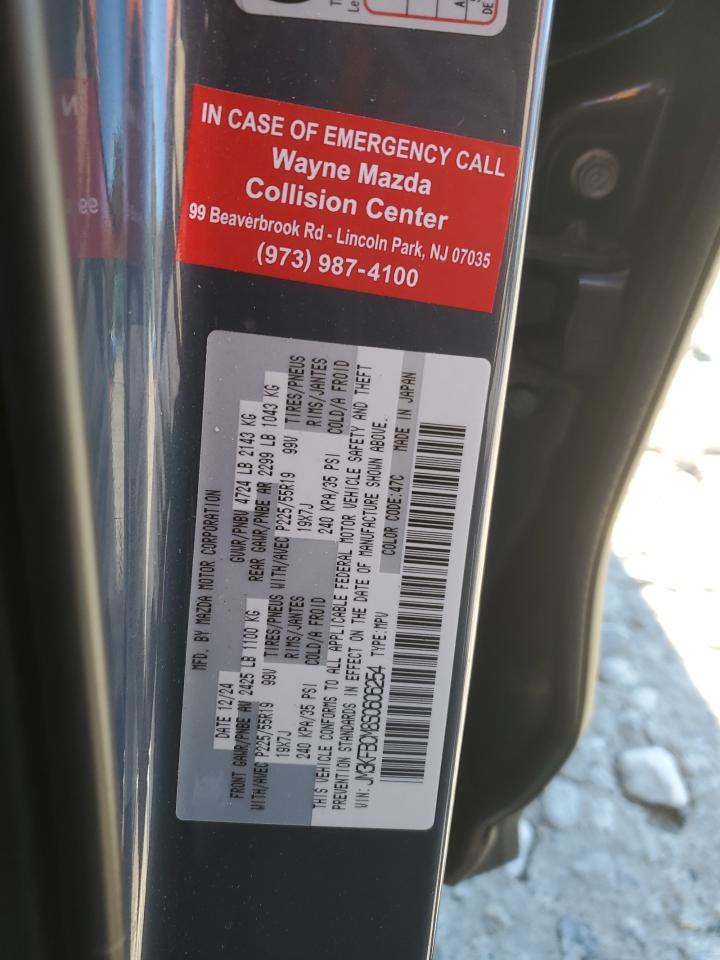 IN CASE OF EMERGENCY CALL
Wayne Mazda
Collision Center
99 Beaverbrook Rd - Lincoln Park, NJ 07035
(973) 987-4100
MFD. BY MAZDA MOTOR CORPORATION
DATE 12/24 GVWR/PNBV 4724 LB 2143 KG
FRONT GAWR/PNBE AV 2425 LB 1100 KG REAR GAWR/PNBE AR 2299 LB 1043 KG
WITH/AVEC P225/55R19 99V TIRES/PNEUS WITH/AVEC P225/55R19 99V TIRES/PNEUS
19X7J RIMS/JANTES 19X7J RIMS/JANTES
240 KPA/35 PSI COLD/A FROID 240 KPA/35 PSI COLD/A FROID
THIS VEHICLE CONFORMS TO ALL APPLICABLE FEDERAL MOTOR VEHICLE SAFETY AND THEFT
PREVENTION STANDARDS IN EFFECT ON THE DATE OF MANUFACTURE SHOWN ABOVE.
VIN: JM3KFBCM8S0606254 TYPE:MPV COLOR CODE:47C MADE IN JAPAN